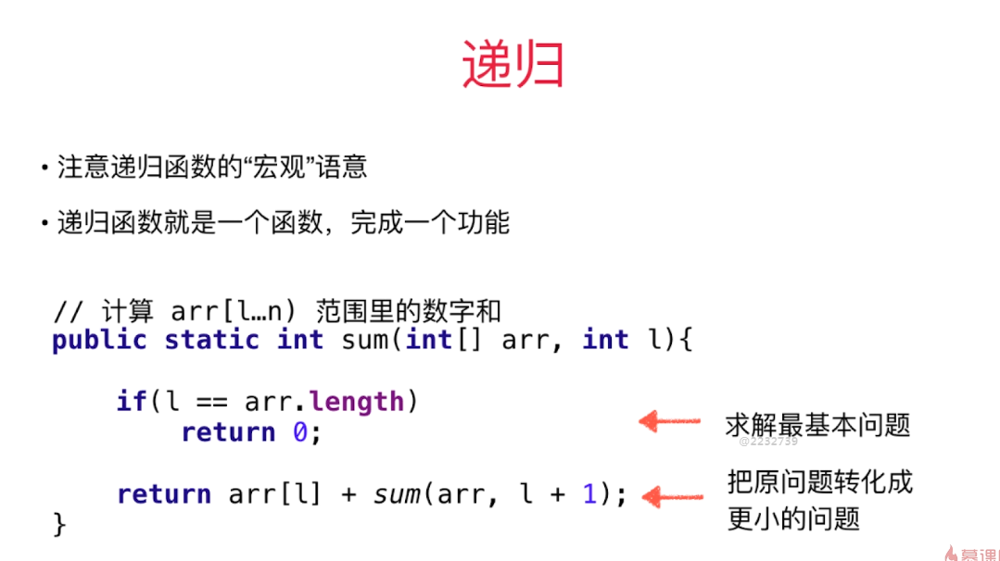 递归
• 注意递归函数的“宏观”语意
• 递归函数就是一个函数，完成一个功能
// 计算 arr[l…n) 范围里的数字和
public static int sum(int[] arr, int l){
if(l == arr.length)
return 0;
求解最基本问题
@2232739
return arr[l] + sum(arr, l + 1);
把原问题转化成
更小的问题
}
慕课